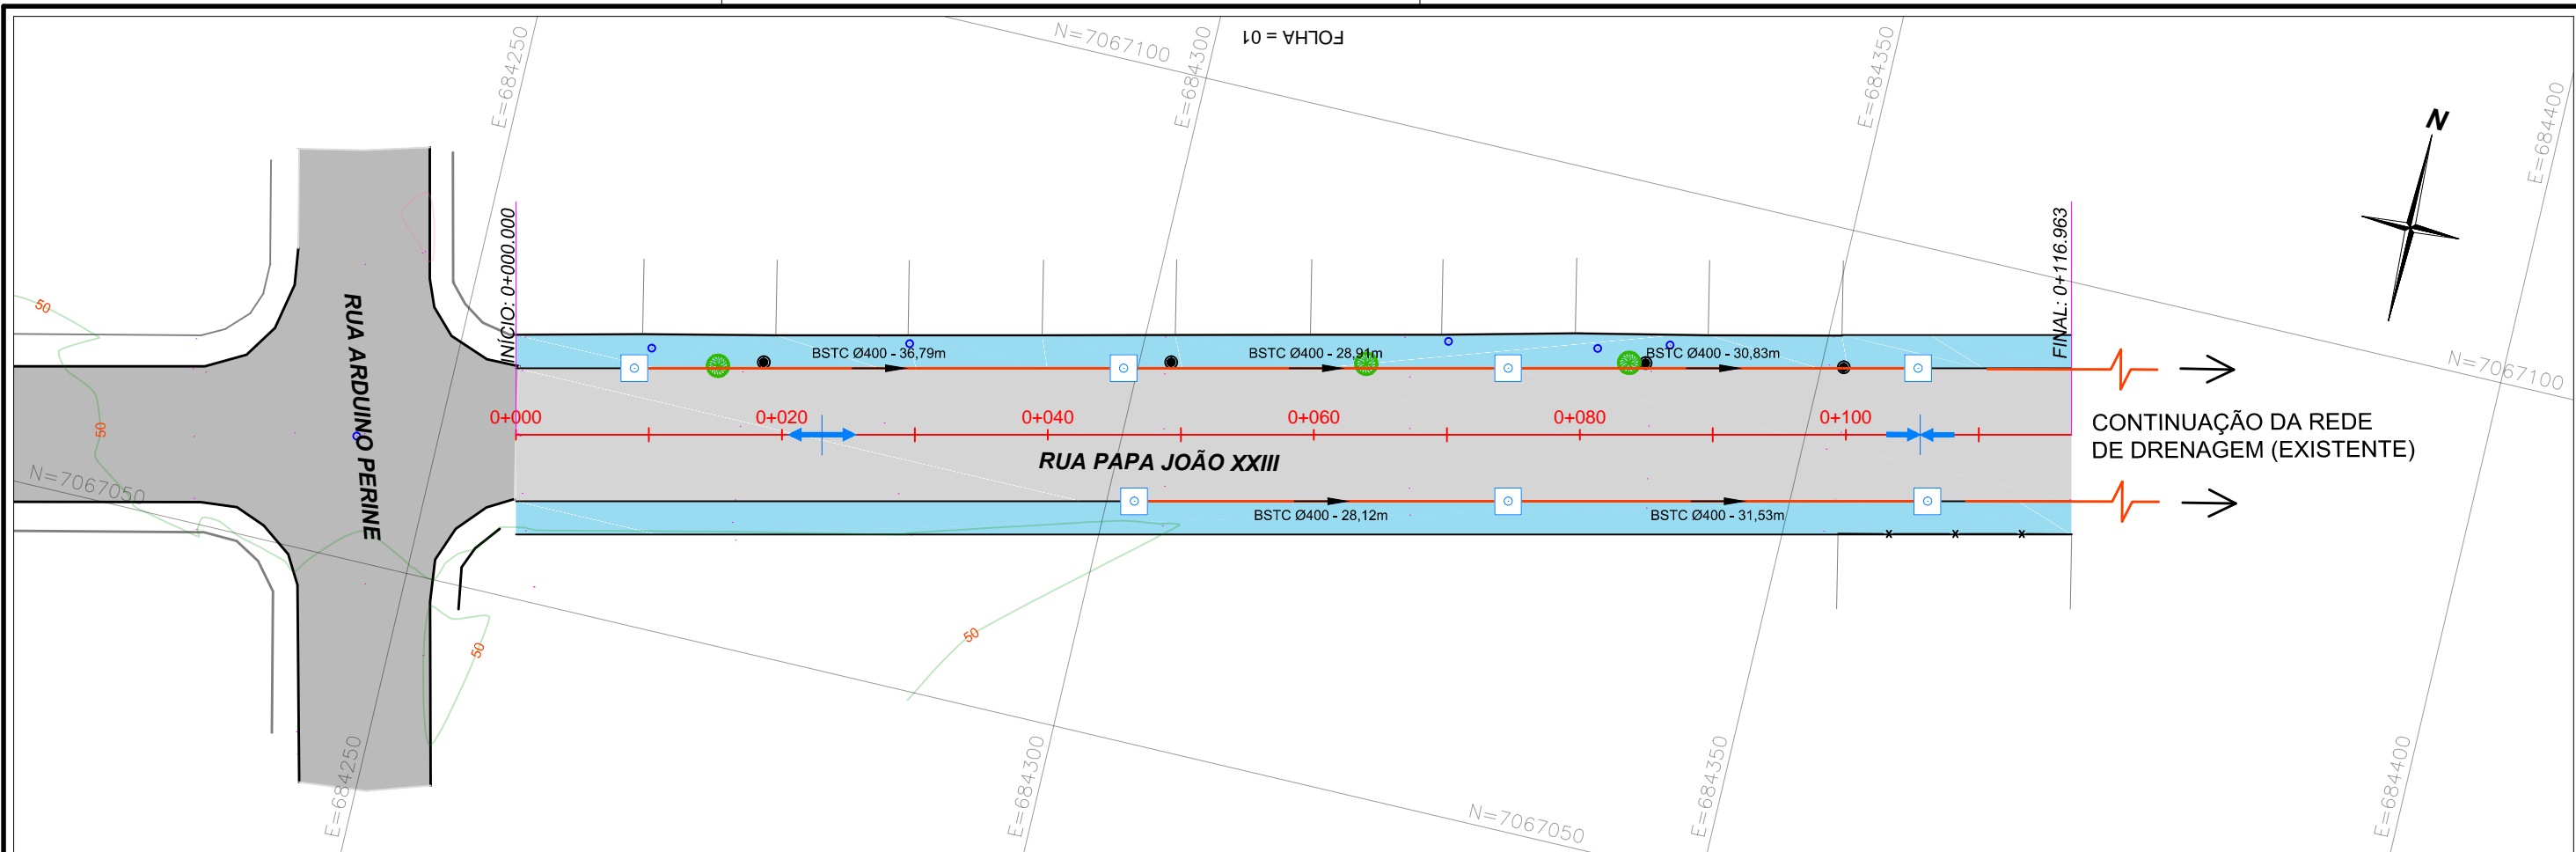 FOLHA = 01
N=7067100
E=684250
E=684300
E=684350
E=684400
N
INÍCIO: 0+000.000
FINAL: 0+116.963
50
RUA ARDUINO PERINE
BSTC Ø400 - 36,79m
BSTC Ø400 - 28,91m
BSTC Ø400 - 30,83m
N=7067100
0+000
0+020
0+040
0+060
0+080
0+100
50
CONTINUAÇÃO DA REDE
DE DRENAGEM (EXISTENTE)
RUA PAPA JOÃO XXIII
N=7067050
BSTC Ø400 - 28,12m
BSTC Ø400 - 31,53m
50
50
E=684250
E=684300
E=684350
E=684400
N=7067050